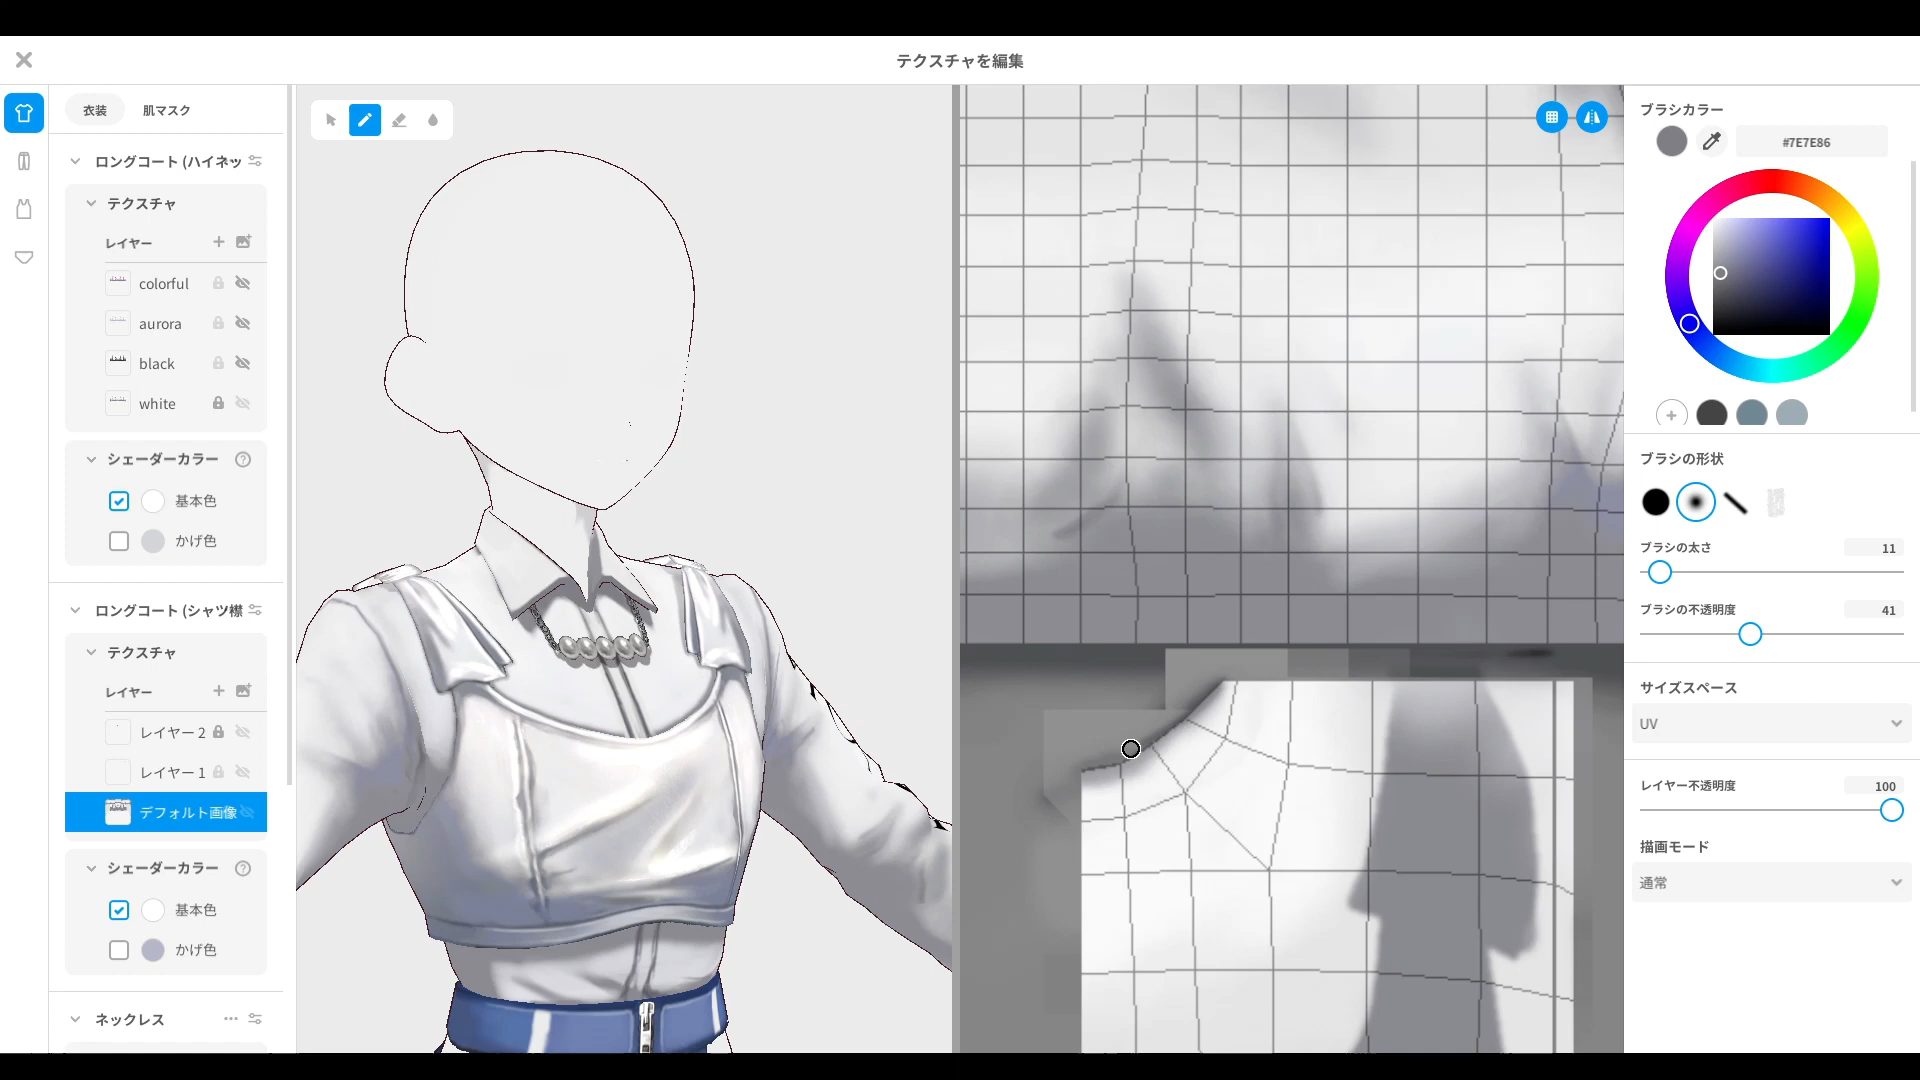 テクスチャを編集
衣装
肌マスク
ロングコート (ハイネッ
テクスチャ
レイヤー
colorful
aurora
black
white
シェーダーカラー
基本色
かげ色
ロングコート (シャツ襟
テクスチャ
レイヤー
レイヤー 2
レイヤー 1
デフォルト画像
シェーダーカラー
基本色
かげ色
ネックレス
ブラシカラー
#7E7E86
ブラシの形状
ブラシの太さ
11
ブラシの不透明度
41
サイズスペース
UV
レイヤー不透明度
100
描画モード
通常